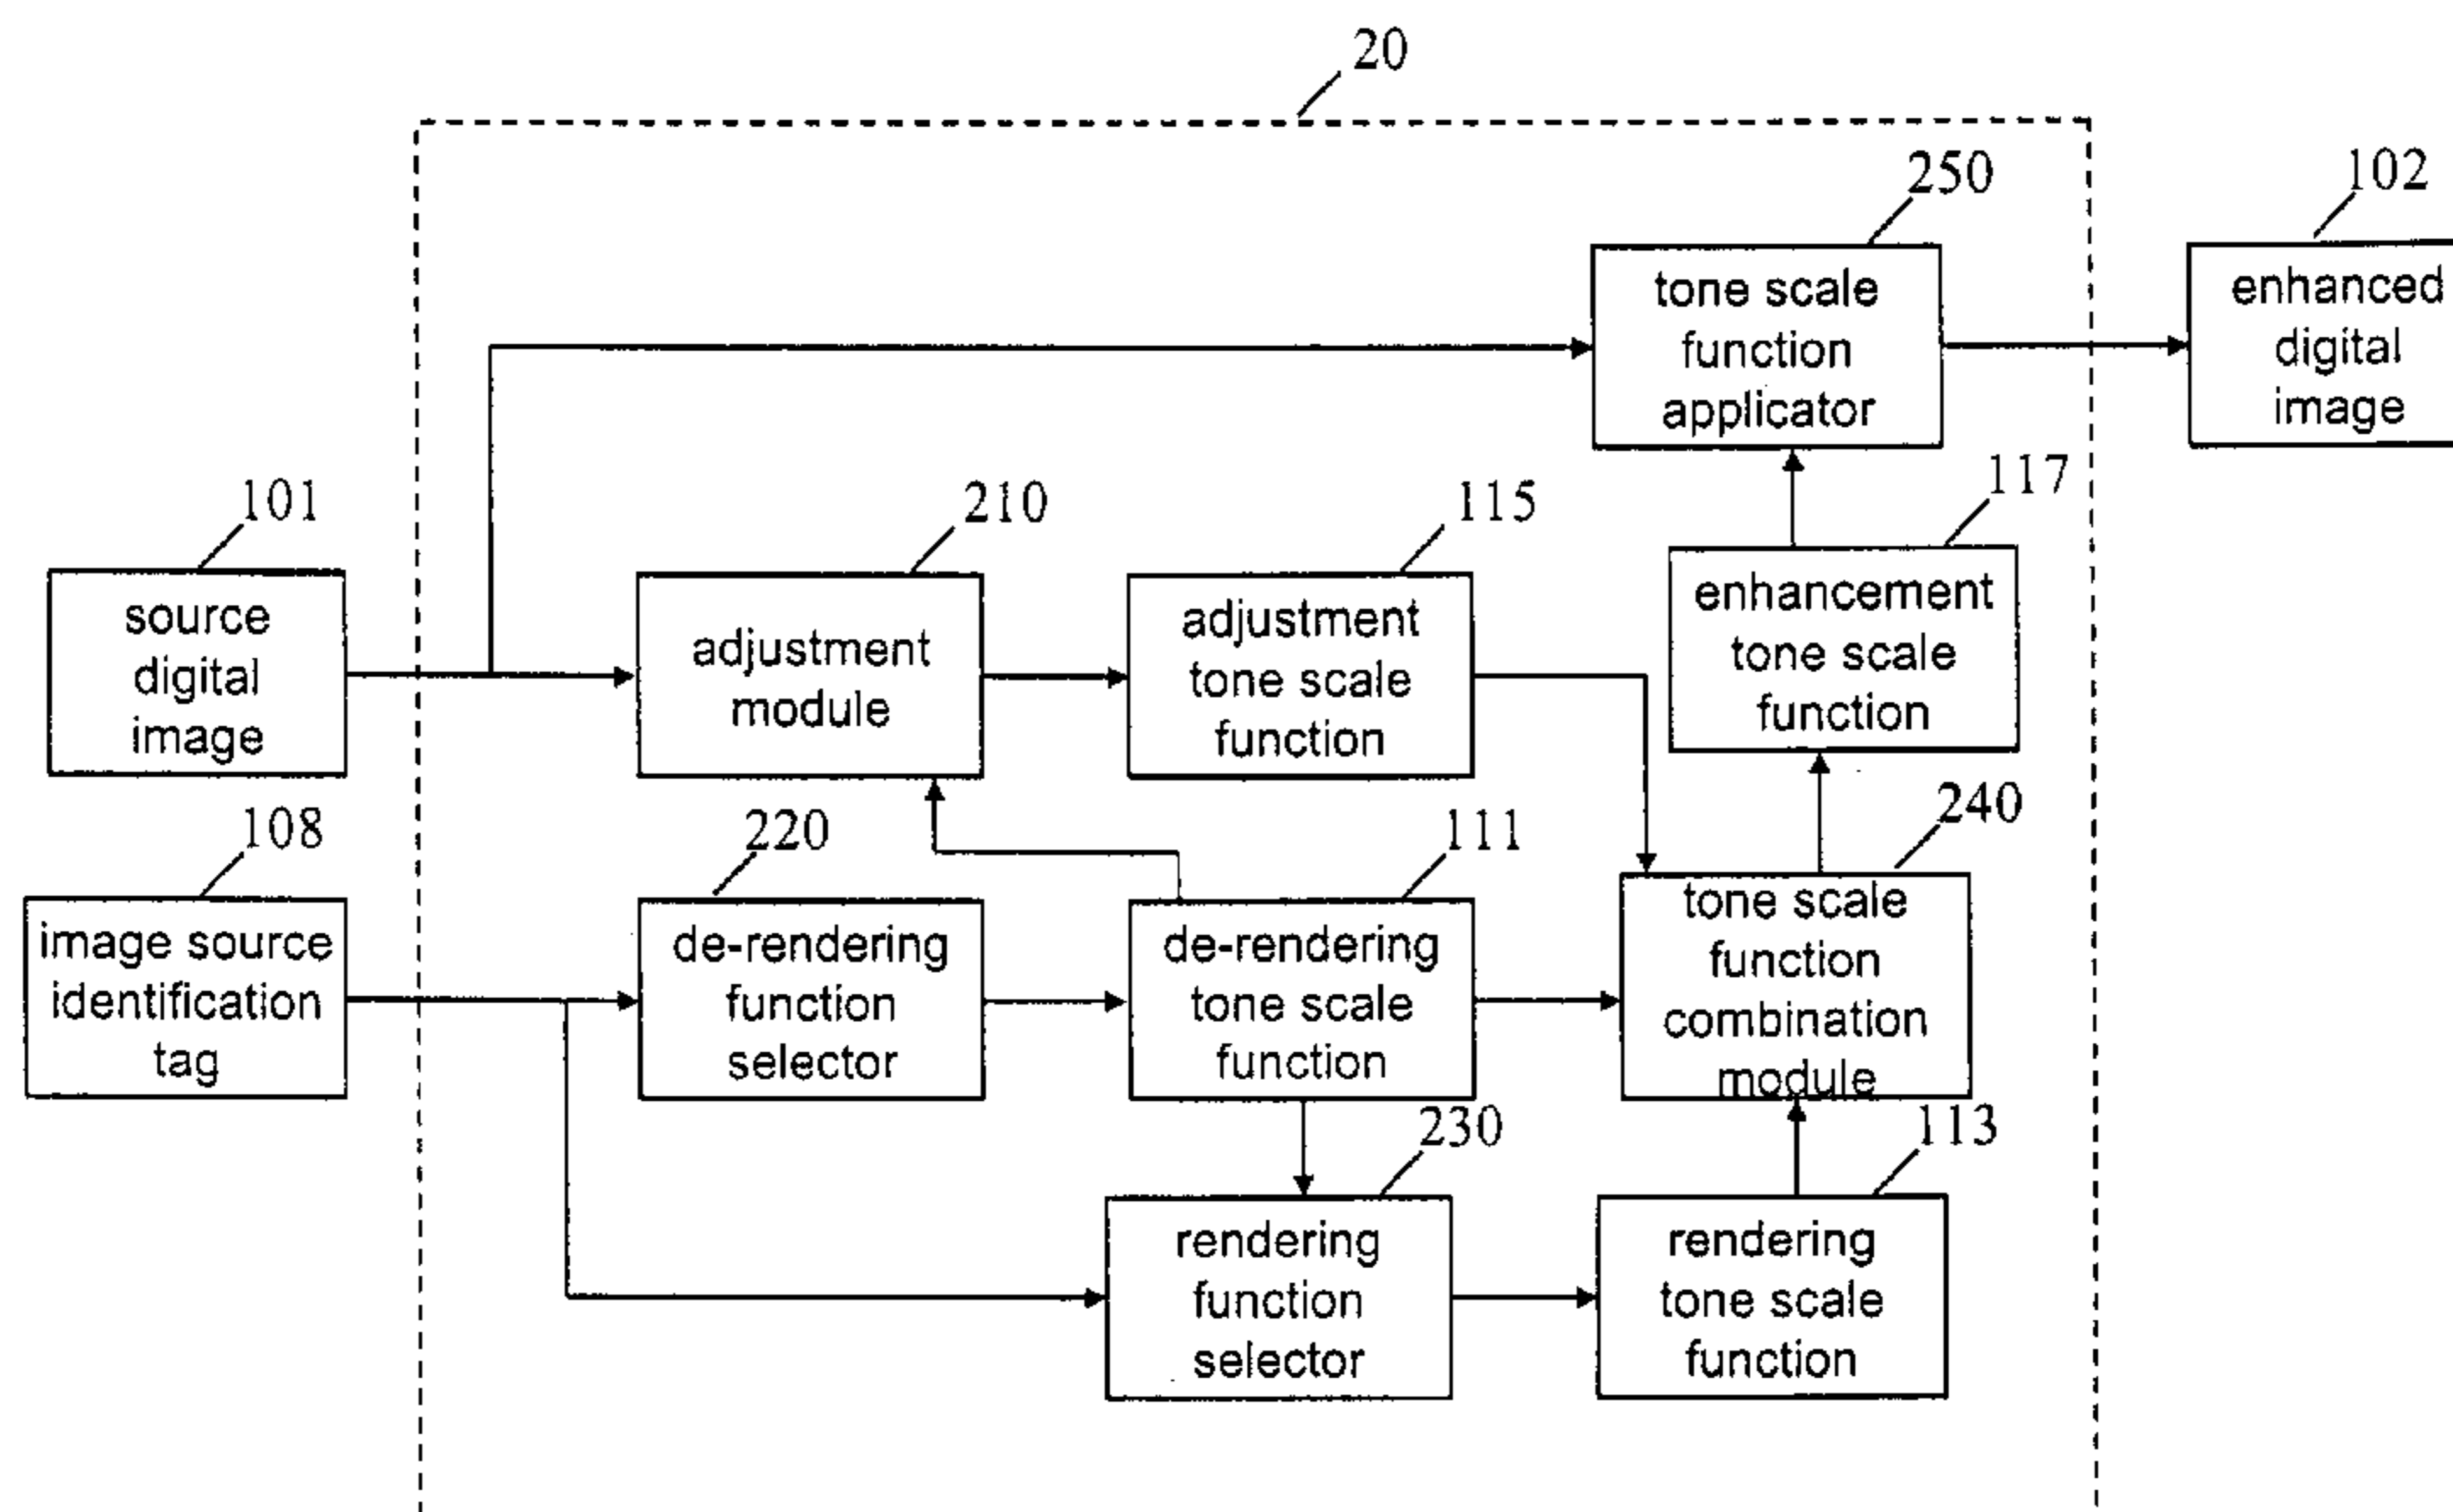 20
250
102
tone scale
function
applicator
enhanced
digital
image
101
210
115
117
source
digital
image
adjustment
module
adjustment
tone scale
function
enhancement
tone scale
function
108
220
111
240
image source
identification
tag
de-rendering
function
selector
de-rendering
tone scale
function
tone scale
function
combination
module
230
113
rendering
function
selector
rendering
tone scale
function